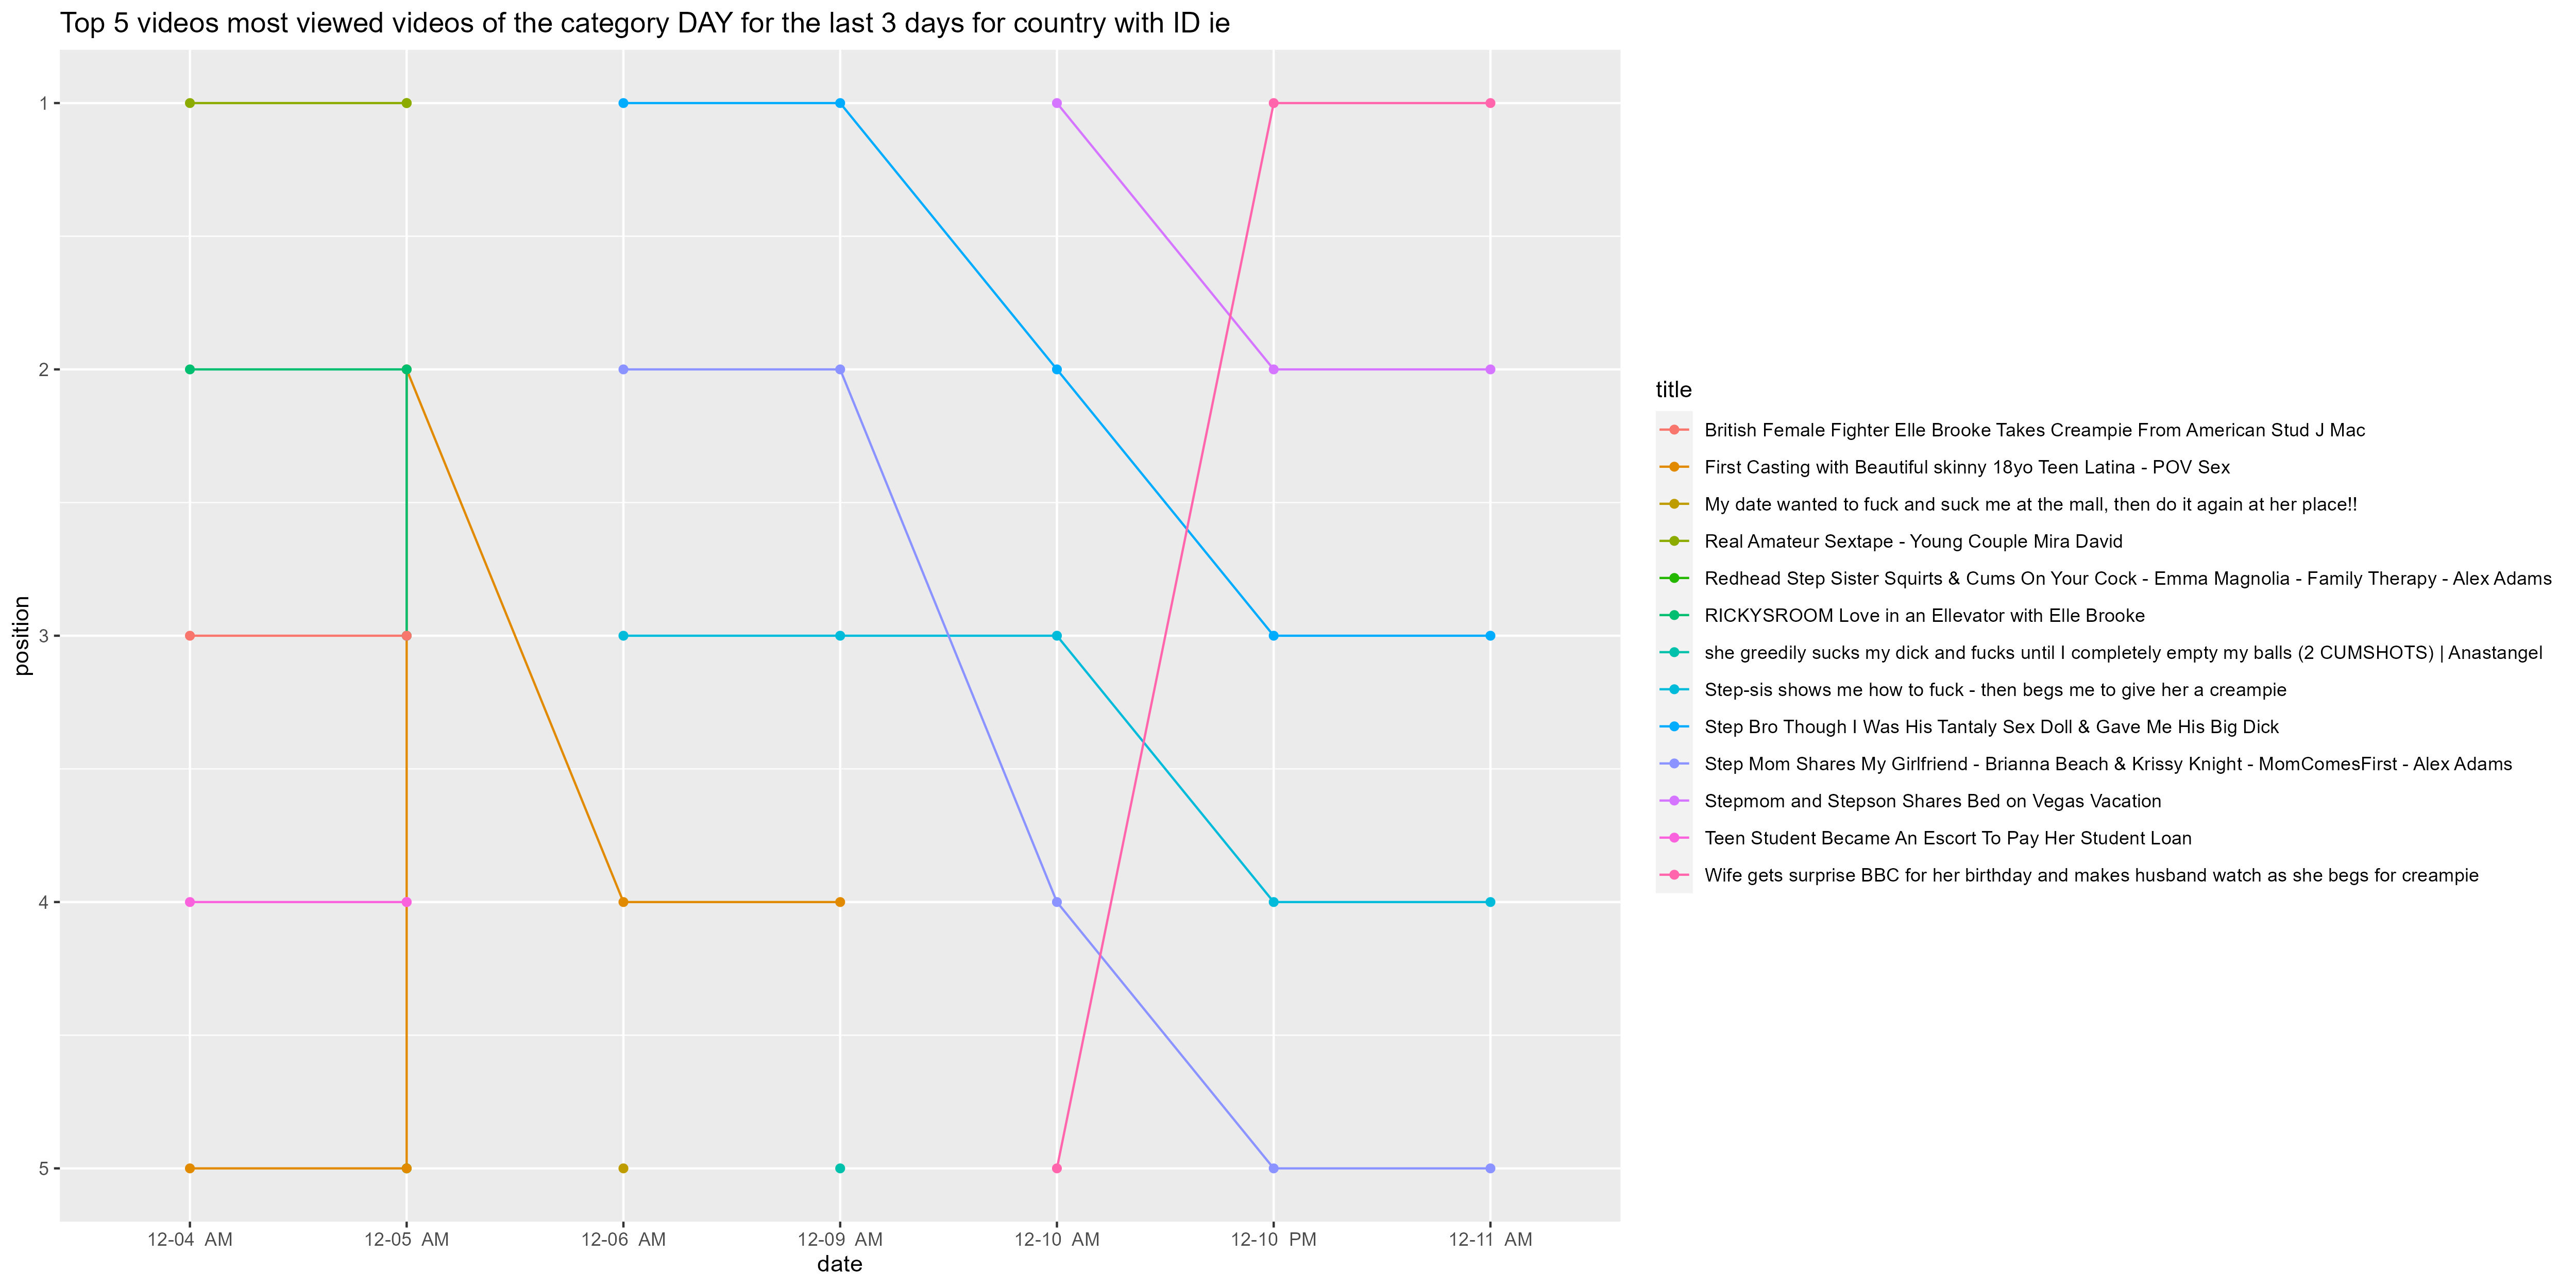 Top 5 videos most viewed videos of the category DAY for the last 3 days for country with ID ie
1
2
3
4
5
position
12-04 AM
12-05 AM
12-06 AM
12-09 AM
12-10 AM
12-10 PM
12-11 AM
date
title
British Female Fighter Elle Brooke Takes Creampie From American Stud J Mac
First Casting with Beautiful skinny 18yo Teen Latina - POV Sex
My date wanted to fuck and suck me at the mall, then do it again at her place!!
Real Amateur Sextape - Young Couple Mira David
Redhead Step Sister Squirts & Cums On Your Cock - Emma Magnolia - Family Therapy - Alex Adams
RICKYSROOM Love in an Ellevator with Elle Brooke
she greedily sucks my dick and fucks until I completely empty my balls (2 CUMSHOTS) | Anastangel
Step-sis shows me how to fuck - then begs me to give her a creampie
Step Bro Though I Was His Tantaly Sex Doll & Gave Me His Big Dick
Step Mom Shares My Girlfriend - Brianna Beach & Krissy Knight - MomComesFirst - Alex Adams
Stepmom and Stepson Shares Bed on Vegas Vacation
Teen Student Became An Escort To Pay Her Student Loan
Wife gets surprise BBC for her birthday and makes husband watch as she begs for creampie